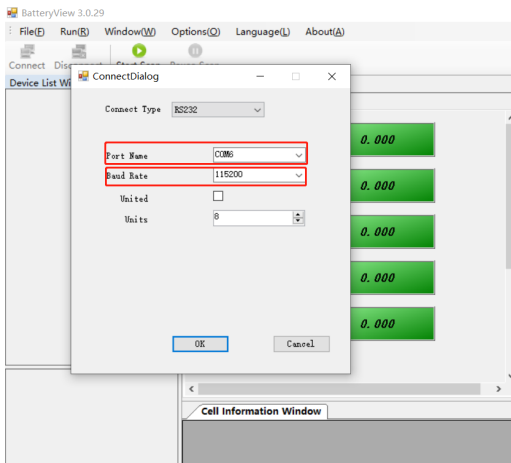 BatteryView 3.0.29
File(F) Run(R) Window(W) Options(O) Language(L) About(A)
Connect
Device List Wi
ConnectDialog
Connect Type RS232
Port Name COM6
Baud Rate 115200
United
Units 8
OK Cancel
0.000
0.000
0.000
0.000
0.000
Cell Information Window